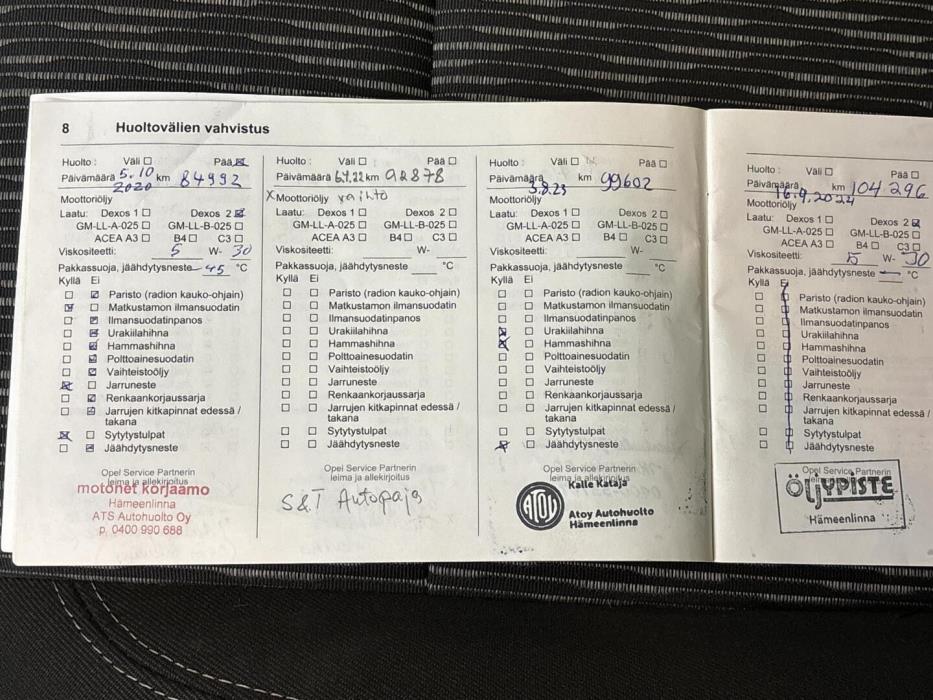 8 Huoltovälien vahvistus
Huolto : Väli ☐ Pää ☒
Päivämäärä 5.10 2020 km 84992
Moottoriöljy
Laatu: Dexos 1 ☐ Dexos 2 ☒
GM-LL-A-025 ☐ GM-LL-B-025 ☐
ACEA A3 ☐ B4 ☐ C3 ☐
Viskositeetti: 5 W- 30
Pakkassuoja, jäähdytysneste -45 °C
Kyllä Ei
☐ ☒ Paristo (radion kauko-ohjain)
☒ ☐ Matkustamon ilmansuodatin
☐ ☒ Ilmansuodatinpanos
☐ ☒ Urakiilahihna
☐ ☒ Hammashihna
☐ ☒ Polttoainesuodatin
☐ ☒ Vaihteistoöljy
☒ ☐ Jarruneste
☐ ☒ Renkaankorjaussarja
☐ ☒ Jarrujen kitkapinnat edessä /
takana
☒ ☐ Sytytystulpat
☐ ☒ Jäähdytysneste
Opel Service Partnerin
leima ja allekirjoitus
motonet korjaamo
Hämeenlinna
ATS Autohuolto Oy
p. 0400 990 688
Huolto : Väli ☐ Pää ☐
Päivämäärä 6.9.22 km 92878
X Moottoriöljy vaihto
Laatu: Dexos 1 ☐ Dexos 2 ☐
GM-LL-A-025 ☐ GM-LL-B-025 ☐
ACEA A3 ☐ B4 ☐ C3 ☐
Viskositeetti: W-
Pakkassuoja, jäähdytysneste °C
Kyllä Ei
☐ ☐ Paristo (radion kauko-ohjain)
☐ ☐ Matkustamon ilmansuodatin
☐ ☐ Ilmansuodatinpanos
☐ ☐ Urakiilahihna
☐ ☐ Hammashihna
☐ ☐ Polttoainesuodatin
☐ ☐ Vaihteistoöljy
☐ ☐ Jarruneste
☐ ☐ Renkaankorjaussarja
☐ ☐ Jarrujen kitkapinnat edessä /
takana
☐ ☐ Sytytystulpat
☐ ☐ Jäähdytysneste
Opel Service Partnerin
leima ja allekirjoitus
S&T Autopaja
Huolto : Väli ☐ Pää ☐
Päivämäärä 3.8.23 km 99602
Moottoriöljy
Laatu: Dexos 1 ☐ Dexos 2 ☐
GM-LL-A-025 ☐ GM-LL-B-025 ☐
ACEA A3 ☐ B4 ☐ C3 ☐
Viskositeetti: W-
Pakkassuoja, jäähdytysneste °C
Kyllä Ei
☐ ☐ Paristo (radion kauko-ohjain)
☐ ☐ Matkustamon ilmansuodatin
☐ ☐ Ilmansuodatinpanos
☒ ☐ Urakiilahihna
☒ ☐ Hammashihna
☐ ☐ Polttoainesuodatin
☐ ☐ Vaihteistoöljy
☐ ☐ Jarruneste
☐ ☐ Renkaankorjaussarja
☐ ☐ Jarrujen kitkapinnat edessä /
takana
☐ ☐ Sytytystulpat
☒ ☐ Jäähdytysneste
Opel Service Partnerin
leima ja allekirjoitus
Kalle Kataja
ATOY
Atoy Autohuolto
Hämeenlinna
Huolto : Väli ☐ Pää ☐
Päivämäärä 16.9.2024 km 104 296
Moottoriöljy
Laatu: Dexos 1 ☐ Dexos 2 ☒
GM-LL-A-025 ☐ GM-LL-B-025 ☐
ACEA A3 ☐ B4 ☐ C3 ☐
Viskositeetti: 5 W- 30
Pakkassuoja, jäähdytysneste °C
Kyllä Ei
☐ ☐ Paristo (radion kauko-ohjain)
☐ ☐ Matkustamon ilmansuodatin
☐ ☐ Ilmansuodatinpanos
☐ ☐ Urakiilahihna
☐ ☐ Hammashihna
☐ ☐ Polttoainesuodatin
☐ ☐ Vaihteistoöljy
☐ ☐ Jarruneste
☐ ☐ Renkaankorjaussarja
☐ ☐ Jarrujen kitkapinnat edessä /
takana
☐ ☐ Sytytystulpat
☐ ☐ Jäähdytysneste
Opel Service Partnerin
leima ja allekirjoitus
ÖLJYPISTE
Hämeenlinna